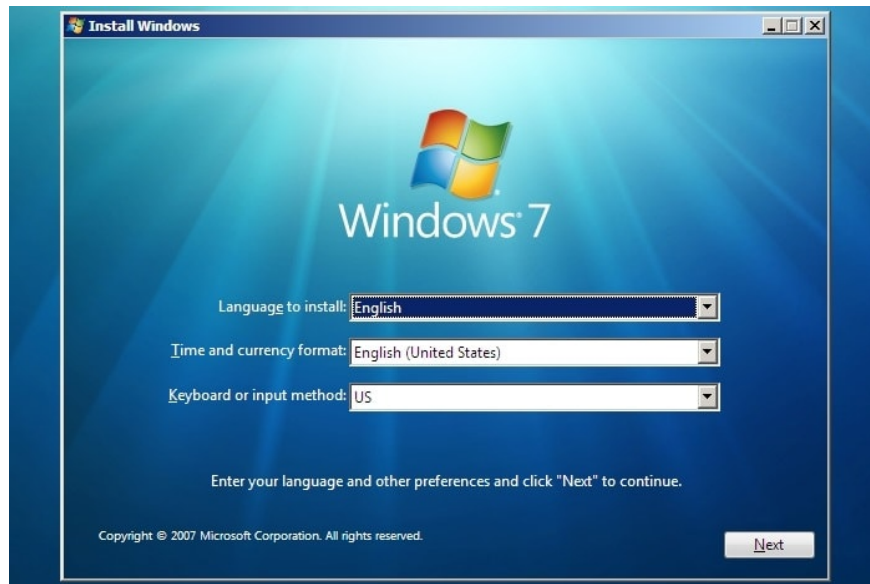 Install Windows
Windows® 7
Language to install: English
Time and currency format: English (United States)
Keyboard or input method: US
Enter your language and other preferences and click "Next" to continue.
Copyright © 2007 Microsoft Corporation. All rights reserved.
Next